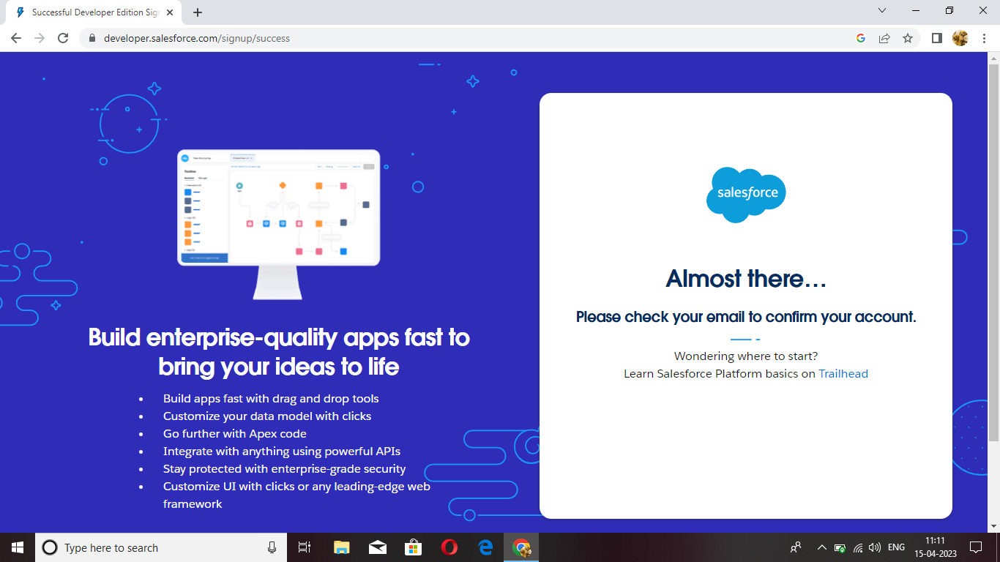 Successful Developer Edition Sig
developer.salesforce.com/signup/success
Build enterprise-quality apps fast to
bring your ideas to life
Build apps fast with drag and drop tools
Customize your data model with clicks
Go further with Apex code
Integrate with anything using powerful APIs
Stay protected with enterprise-grade security
Customize UI with clicks or any leading-edge web
framework
salesforce
Almost there...
Please check your email to confirm your account.
Wondering where to start?
Learn Salesforce Platform basics on Trailhead
Type here to search
ENG
11:11
15-04-2023